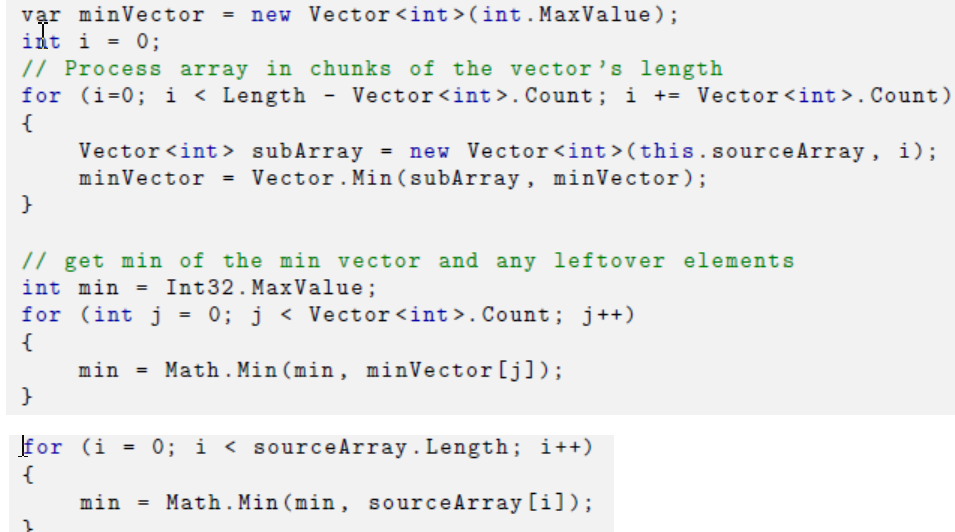 var minVector = new Vector<int>(int.MaxValue);
int i = 0;
// Process array in chunks of the vector's length
for (i=0; i < Length - Vector<int>.Count; i += Vector<int>.Count)
{
    Vector<int> subArray = new Vector<int>(this.sourceArray, i);
    minVector = Vector.Min(subArray, minVector);
}

// get min of the min vector and any leftover elements
int min = Int32.MaxValue;
for (int j = 0; j < Vector<int>.Count; j++)
{
    min = Math.Min(min, minVector[j]);
}

for (i = 0; i < sourceArray.Length; i++)
{
    min = Math.Min(min, sourceArray[i]);
}